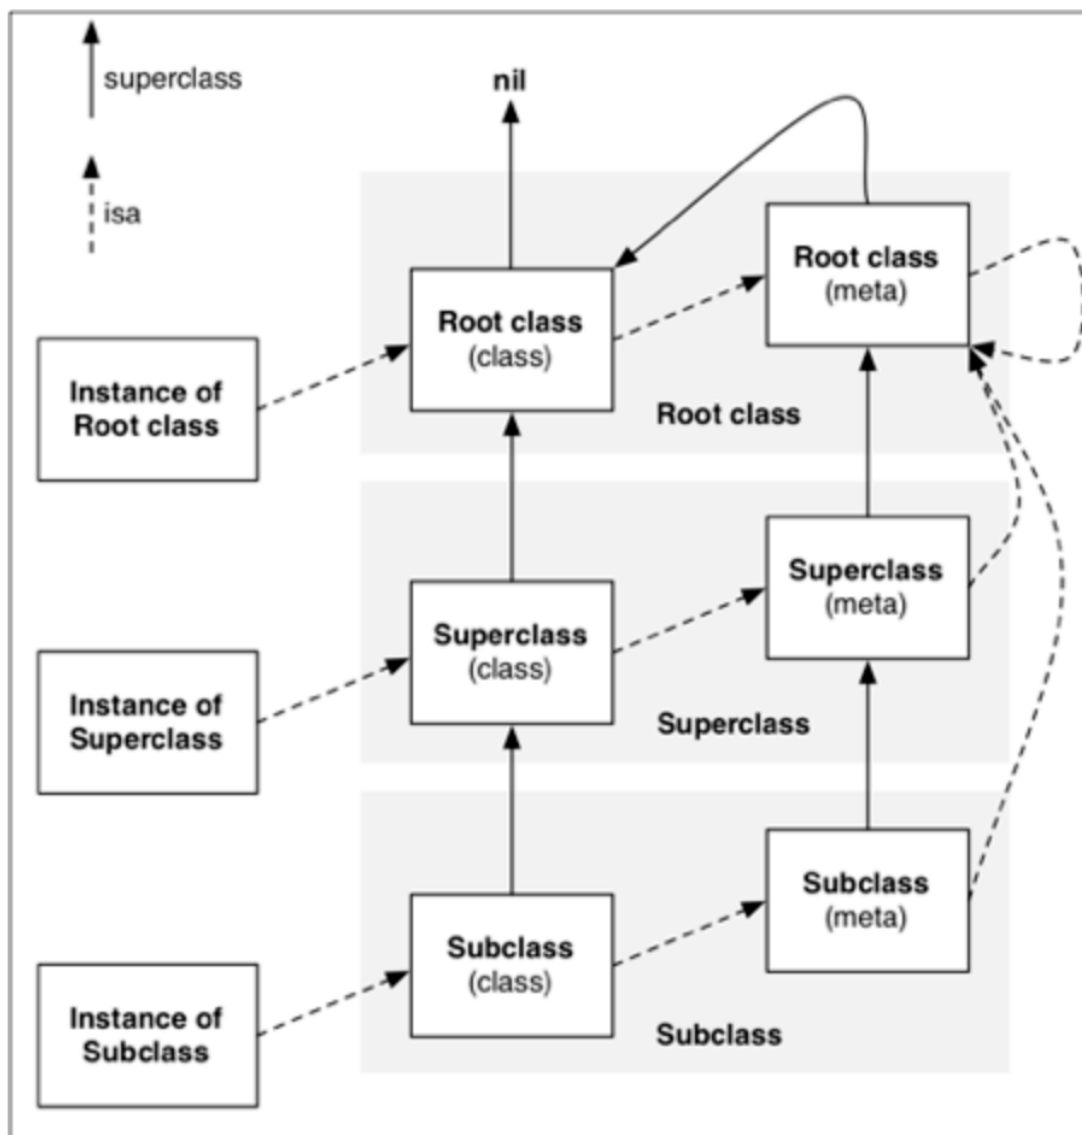 superclass
isa
nil
Root class
(meta)
Root class
(class)
Instance of
Root class
Root class
Superclass
(meta)
Superclass
(class)
Instance of
Superclass
Superclass
Subclass
(meta)
Subclass
(class)
Instance of
Subclass
Subclass